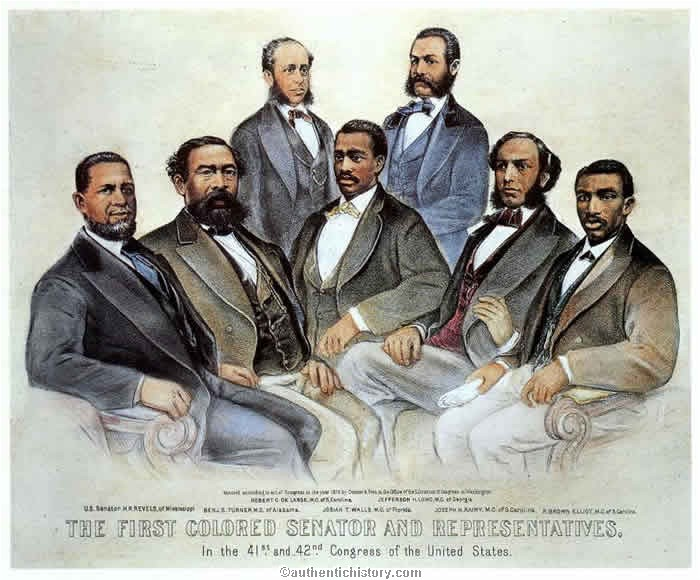 Entered according to act of Congress in the year 1872 by Currier & Ives, in the Office of the Librarian of Congress at Washington
ROBERT C. DE LARGE, M.C. of S. Carolina. JEFFERSON H. LONG, M.C. of Georgia
U.S. Senator H.R. REVELS, of Mississippi BENJ. S. TURNER, M.C. of Alabama. JOSIAH T. WALLS, M.C. of Florida. JOSEPH H. RAINY, M.C. of S. Carolina. R. BROWN ELLIOT, M.C. of S. Carolina
THE FIRST COLORED SENATOR AND REPRESENTATIVES.
In the 41st and 42nd Congress of the United States.
©authentichistory.com